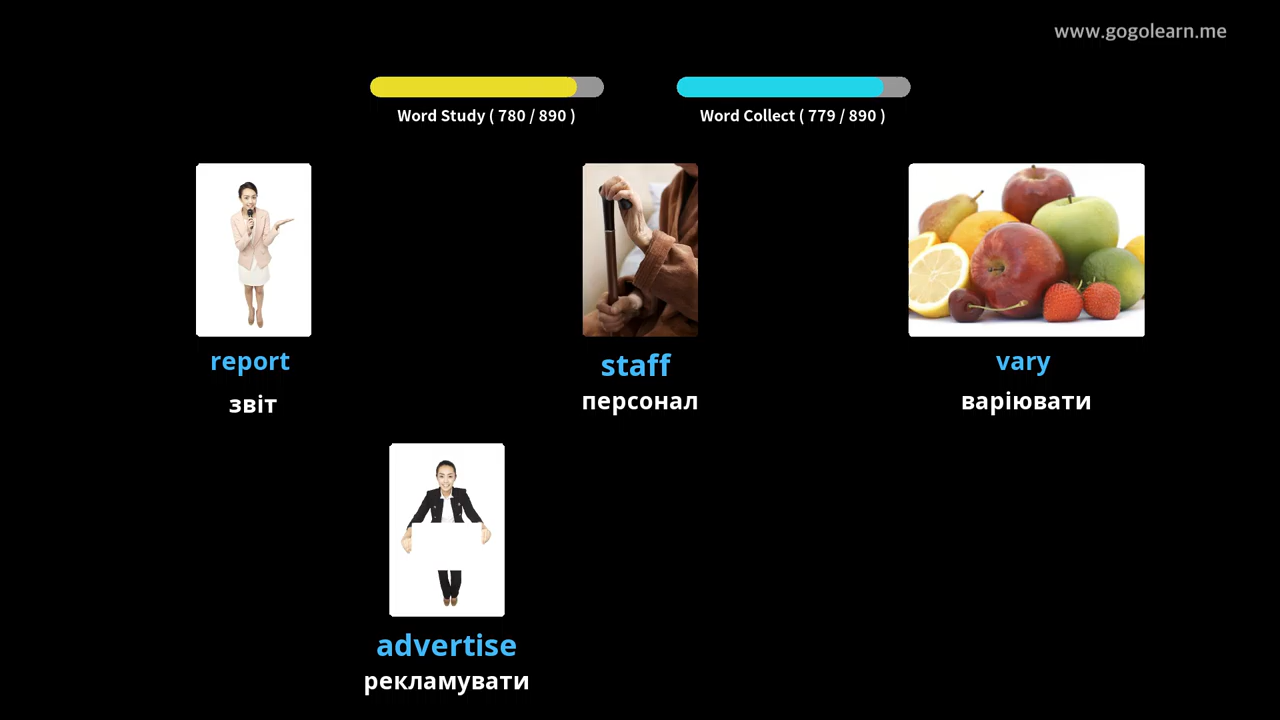 www.gogolearn.me
Word Study ( 780 / 890 )
Word Collect ( 779 / 890 )
report
staff
vary
звіт
персонал
варіювати
advertise
рекламувати